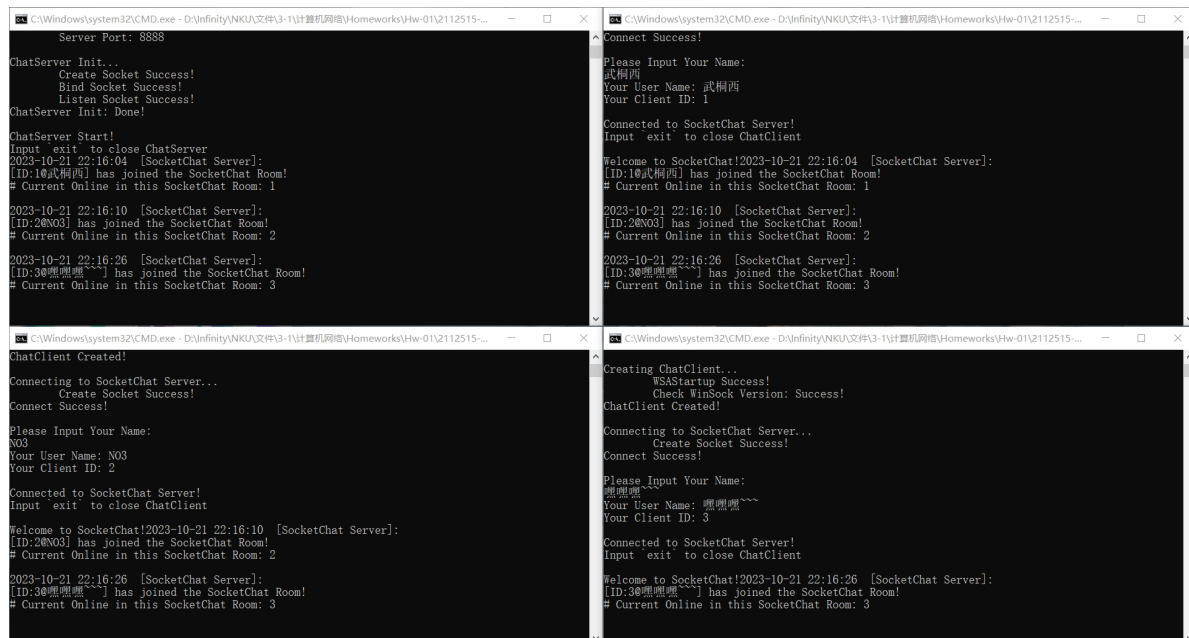 C:\Windows\system32\CMD.exe - D:\Infinity\NKU\文件\3-1\计算机网络\Homeworks\Hw-01\2112515-...
Server Port: 8888
ChatServer Init...
Create Socket Success!
Bind Socket Success!
Listen Socket Success!
ChatServer Init: Done!
ChatServer Start!
Input `exit` to close ChatServer
2023-10-21 22:16:04 [SocketChat Server]:
[ID:1@武桐西] has joined the SocketChat Room!
# Current Online in this SocketChat Room: 1
2023-10-21 22:16:10 [SocketChat Server]:
[ID:2@NO3] has joined the SocketChat Room!
# Current Online in this SocketChat Room: 2
2023-10-21 22:16:26 [SocketChat Server]:
[ID:3@嘿嘿嘿~~~] has joined the SocketChat Room!
# Current Online in this SocketChat Room: 3
C:\Windows\system32\CMD.exe - D:\Infinity\NKU\文件\3-1\计算机网络\Homeworks\Hw-01\2112515-...
Connect Success!
Please Input Your Name:
武桐西
Your User Name: 武桐西
Your Client ID: 1
Connected to SocketChat Server!
Input `exit` to close ChatClient
Welcome to SocketChat!2023-10-21 22:16:04 [SocketChat Server]:
[ID:1@武桐西] has joined the SocketChat Room!
# Current Online in this SocketChat Room: 1
2023-10-21 22:16:10 [SocketChat Server]:
[ID:2@NO3] has joined the SocketChat Room!
# Current Online in this SocketChat Room: 2
2023-10-21 22:16:26 [SocketChat Server]:
[ID:3@嘿嘿嘿~~~] has joined the SocketChat Room!
# Current Online in this SocketChat Room: 3
C:\Windows\system32\CMD.exe - D:\Infinity\NKU\文件\3-1\计算机网络\Homeworks\Hw-01\2112515-...
ChatClient Created!
Connecting to SocketChat Server...
Create Socket Success!
Connect Success!
Please Input Your Name:
NO3
Your User Name: NO3
Your Client ID: 2
Connected to SocketChat Server!
Input `exit` to close ChatClient
Welcome to SocketChat!2023-10-21 22:16:10 [SocketChat Server]:
[ID:2@NO3] has joined the SocketChat Room!
# Current Online in this SocketChat Room: 2
2023-10-21 22:16:26 [SocketChat Server]:
[ID:3@嘿嘿嘿~~~] has joined the SocketChat Room!
# Current Online in this SocketChat Room: 3
C:\Windows\system32\CMD.exe - D:\Infinity\NKU\文件\3-1\计算机网络\Homeworks\Hw-01\2112515-...
Creating ChatClient...
WSAStartup Success!
Check WinSock Version: Success!
ChatClient Created!
Connecting to SocketChat Server...
Create Socket Success!
Connect Success!
Please Input Your Name:
嘿嘿嘿~~~
Your User Name: 嘿嘿嘿~~~
Your Client ID: 3
Connected to SocketChat Server!
Input `exit` to close ChatClient
Welcome to SocketChat!2023-10-21 22:16:26 [SocketChat Server]:
[ID:3@嘿嘿嘿~~~] has joined the SocketChat Room!
# Current Online in this SocketChat Room: 3